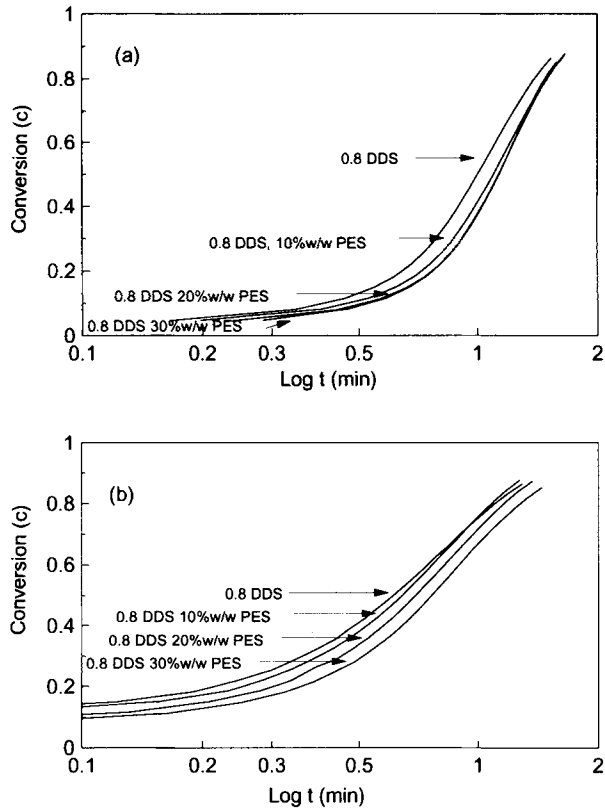 1
(a)
0.8
0.6
0.4
0.2
0
Conversion (c)
0.8 DDS
0.8 DDS, 10%w/w PES
0.8 DDS 20%w/w PES
0.8 DDS 30%w/w PES
0.1 0.2 0.3 0.5 1 2
Log t (min)
1
(b)
0.8
0.6
0.4
0.2
0
Conversion (c)
0.8 DDS
0.8 DDS 10%w/w PES
0.8 DDS 20%w/w PES
0.8 DDS 30%w/w PES
0.1 0.2 0.3 0.5 1 2
Log t (min)